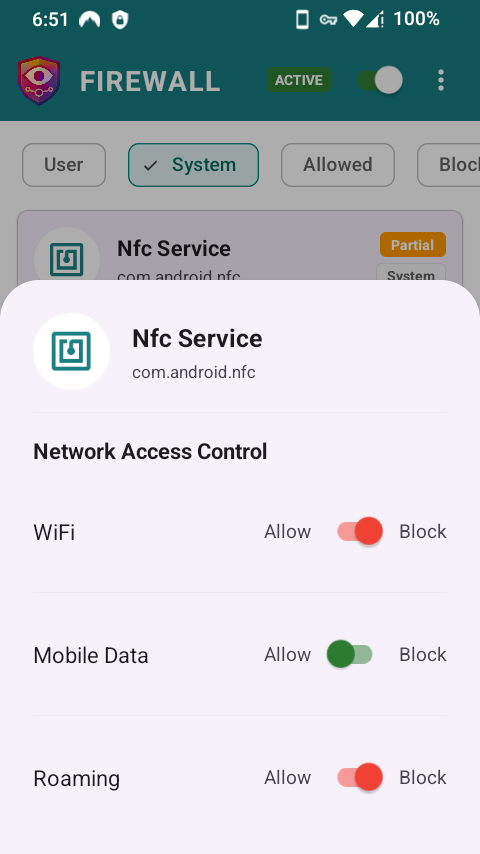 6:51 100%
FIREWALL ACTIVE
User System Allowed Bloc
Nfc Service Partial
com.android.nfc System
Nfc Service
com.android.nfc
Network Access Control
WiFi Allow Block
Mobile Data Allow Block
Roaming Allow Block